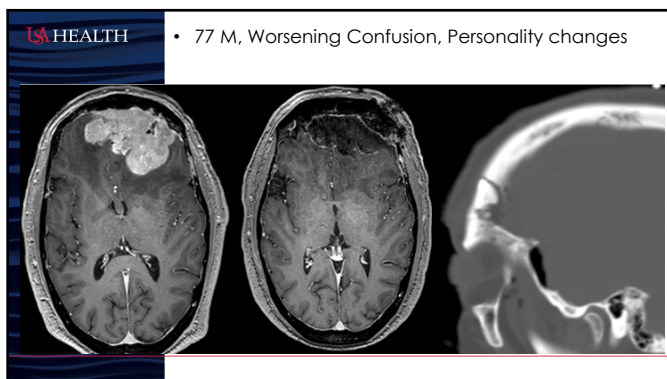 USA HEALTH
• 77 M, Worsening Confusion, Personality changes